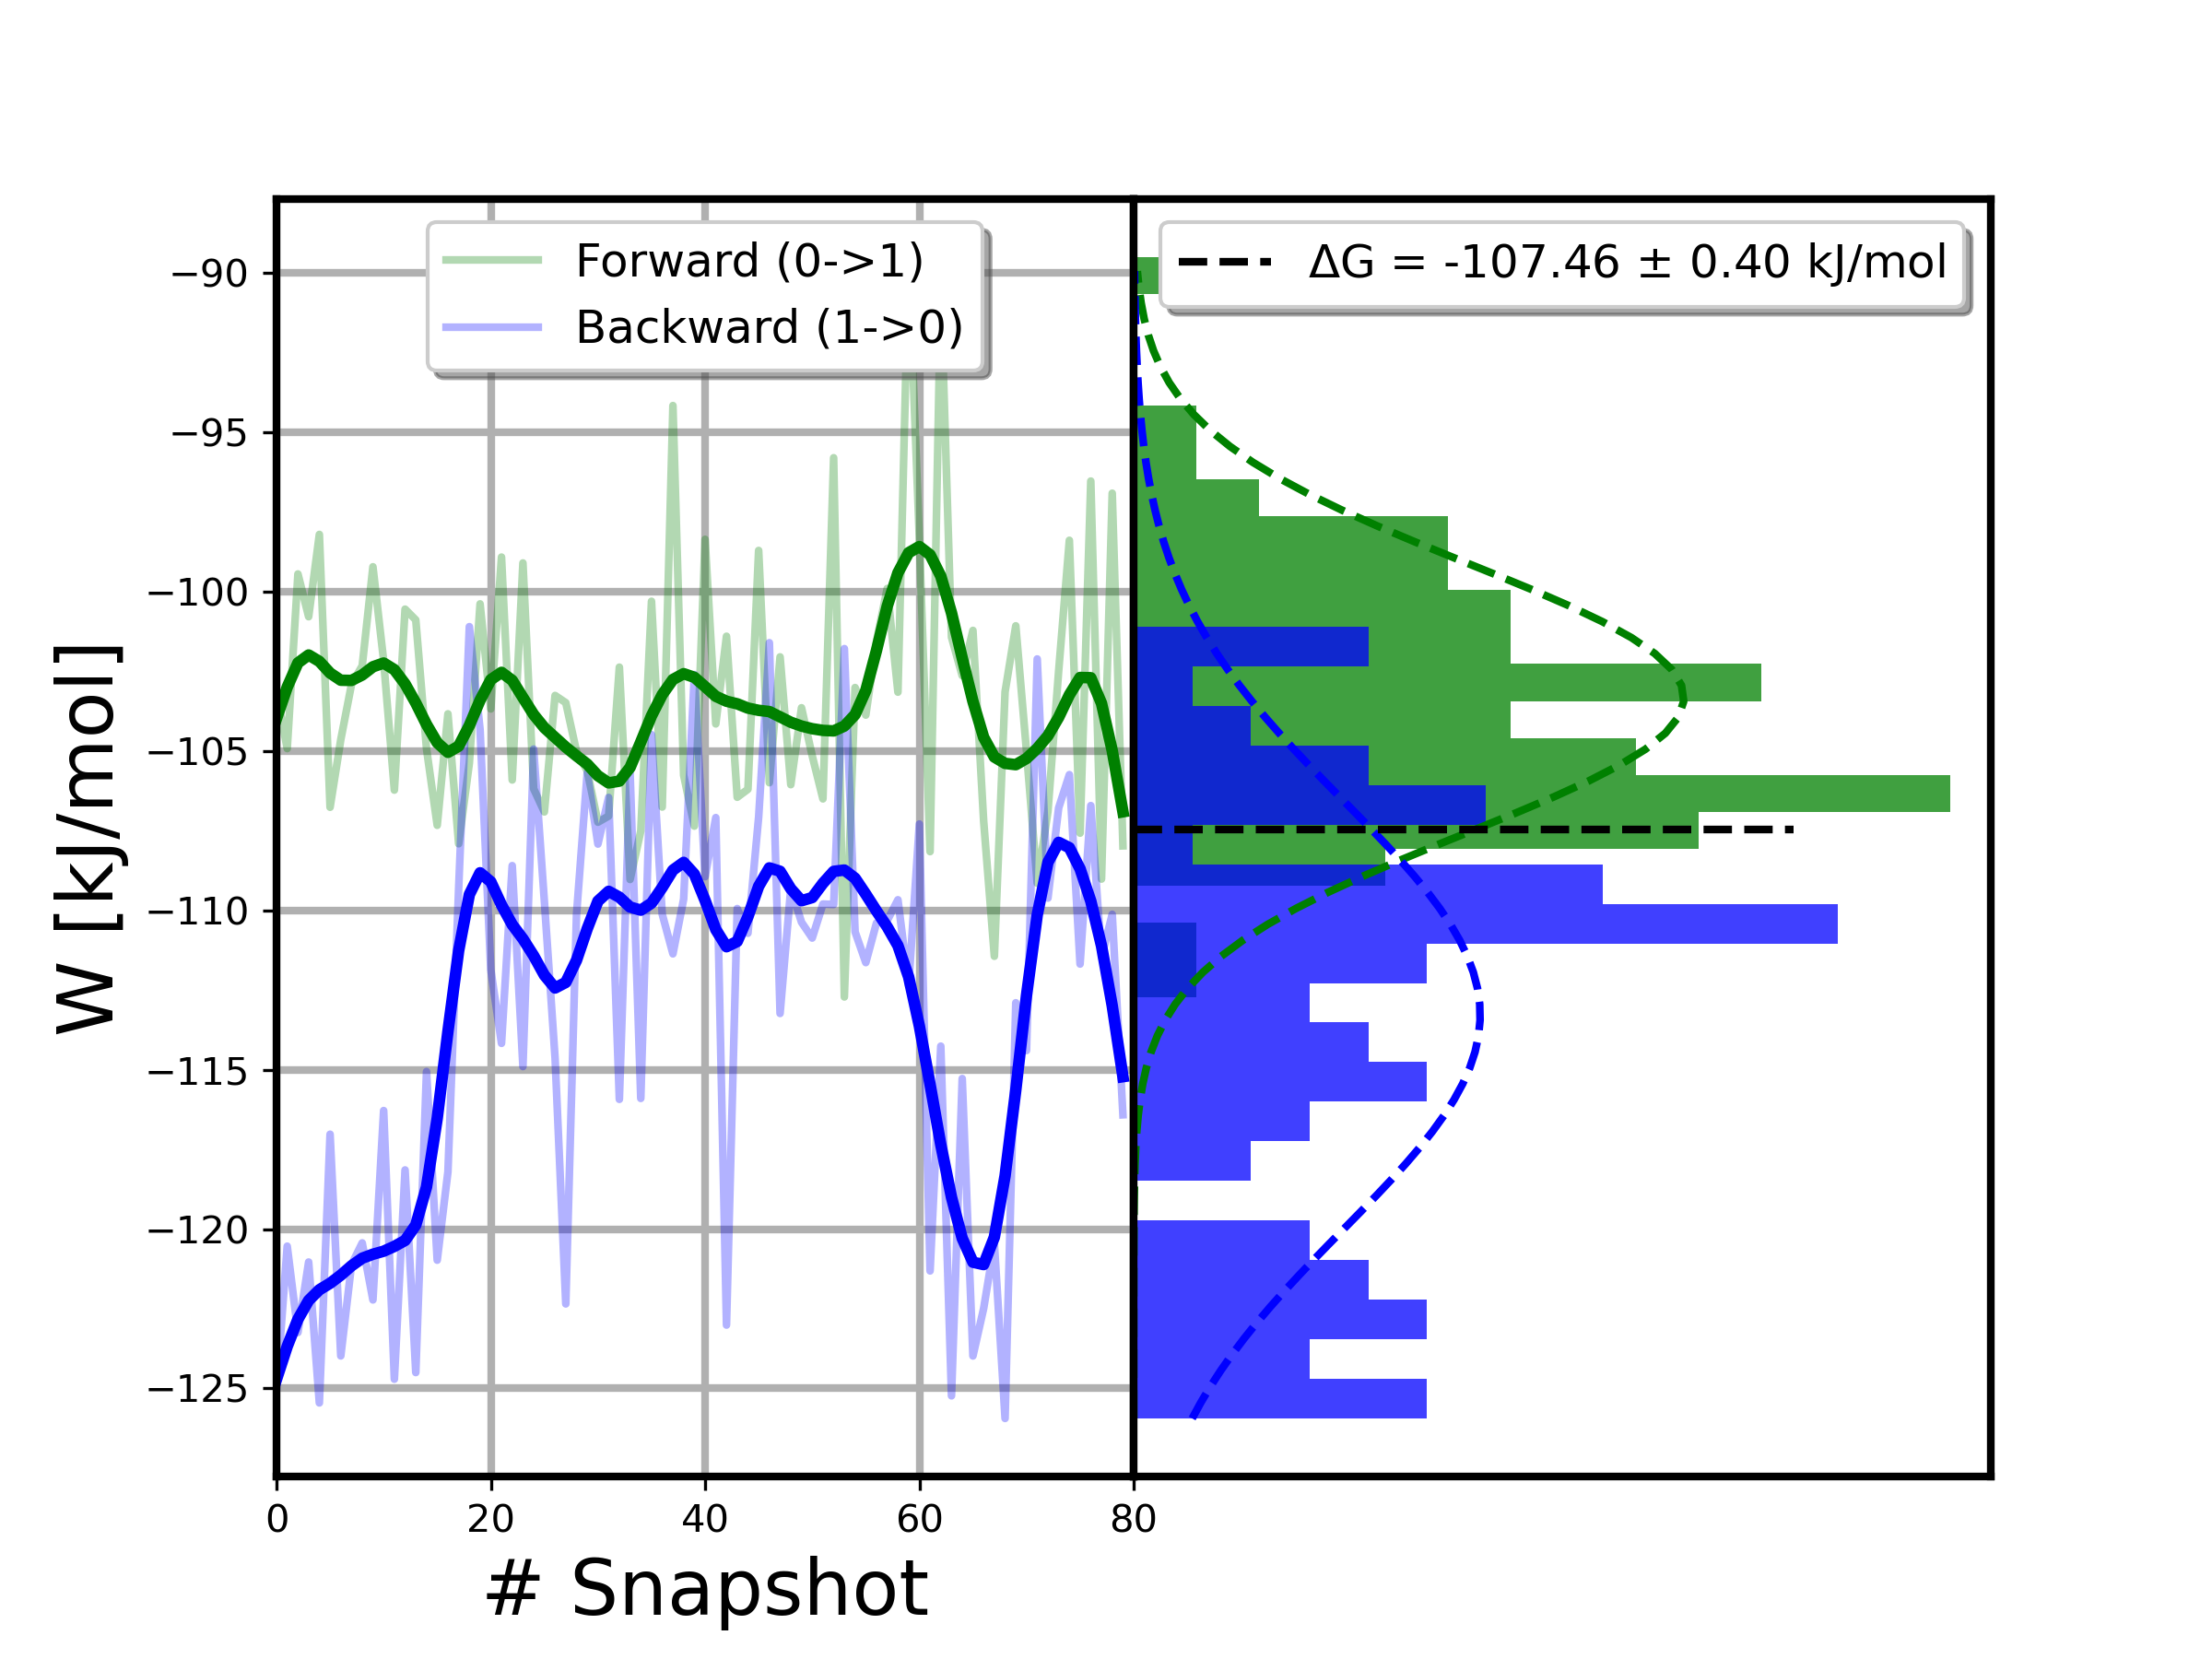 Forward (0->1)
Backward (1->0)
ΔG = -107.46 ± 0.40 kJ/mol
−90
−95
−100
−105
−110
−115
−120
−125
W [kJ/mol]
0 20 40 60 80
# Snapshot